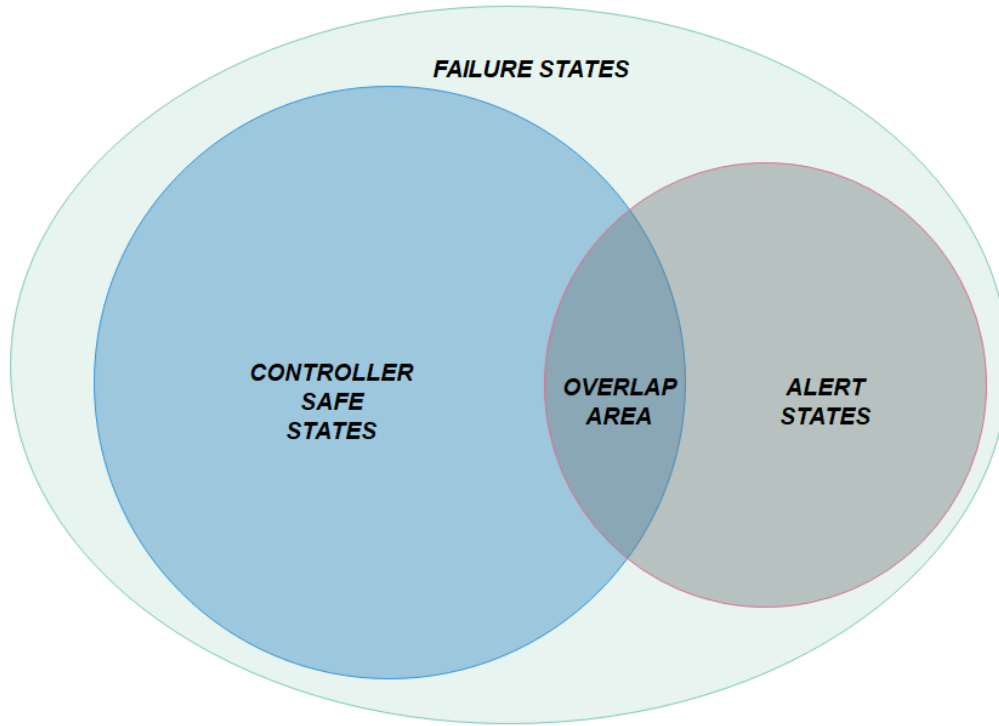 FAILURE STATES
CONTROLLER
SAFE
STATES
OVERLAP
AREA
ALERT
STATES